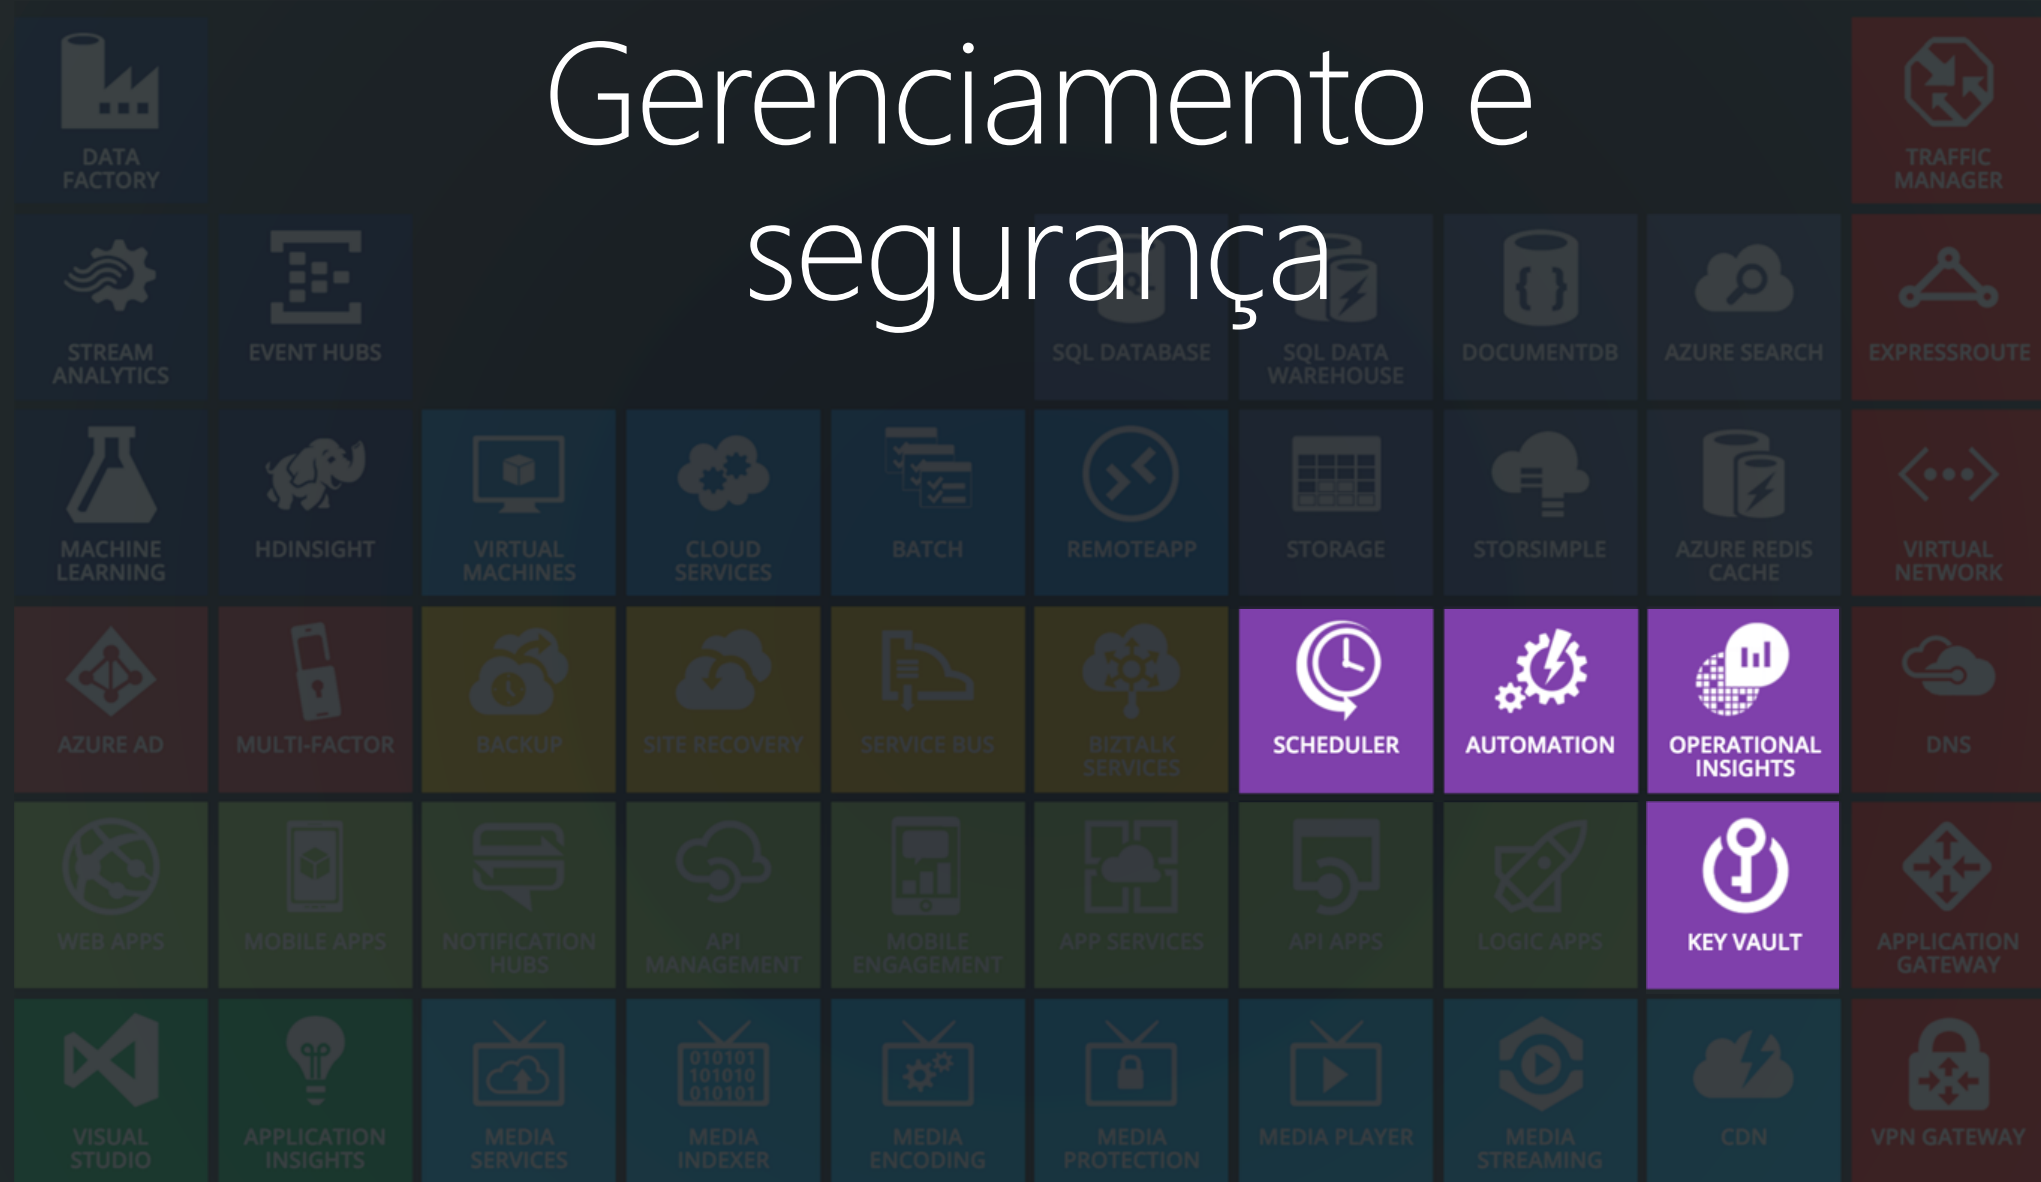 Gerenciamento e
segurança
DATA
FACTORY
TRAFFIC
MANAGER
STREAM
ANALYTICS
EVENT HUBS
SQL DATABASE
SQL DATA
WAREHOUSE
DOCUMENTDB
AZURE SEARCH
EXPRESSROUTE
MACHINE
LEARNING
HDINSIGHT
VIRTUAL
MACHINES
CLOUD
SERVICES
BATCH
REMOTEAPP
STORAGE
STORSIMPLE
AZURE REDIS
CACHE
VIRTUAL
NETWORK
AZURE AD
MULTI-FACTOR
BACKUP
SITE RECOVERY
SERVICE BUS
BIZTALK
SERVICES
SCHEDULER
AUTOMATION
OPERATIONAL
INSIGHTS
DNS
WEB APPS
MOBILE APPS
NOTIFICATION
HUBS
API
MANAGEMENT
MOBILE
ENGAGEMENT
APP SERVICES
API APPS
LOGIC APPS
KEY VAULT
APPLICATION
GATEWAY
VISUAL
STUDIO
APPLICATION
INSIGHTS
MEDIA
SERVICES
010101
101010
010101
MEDIA
INDEXER
MEDIA
ENCODING
MEDIA
PROTECTION
MEDIA PLAYER
MEDIA
STREAMING
CDN
VPN GATEWAY